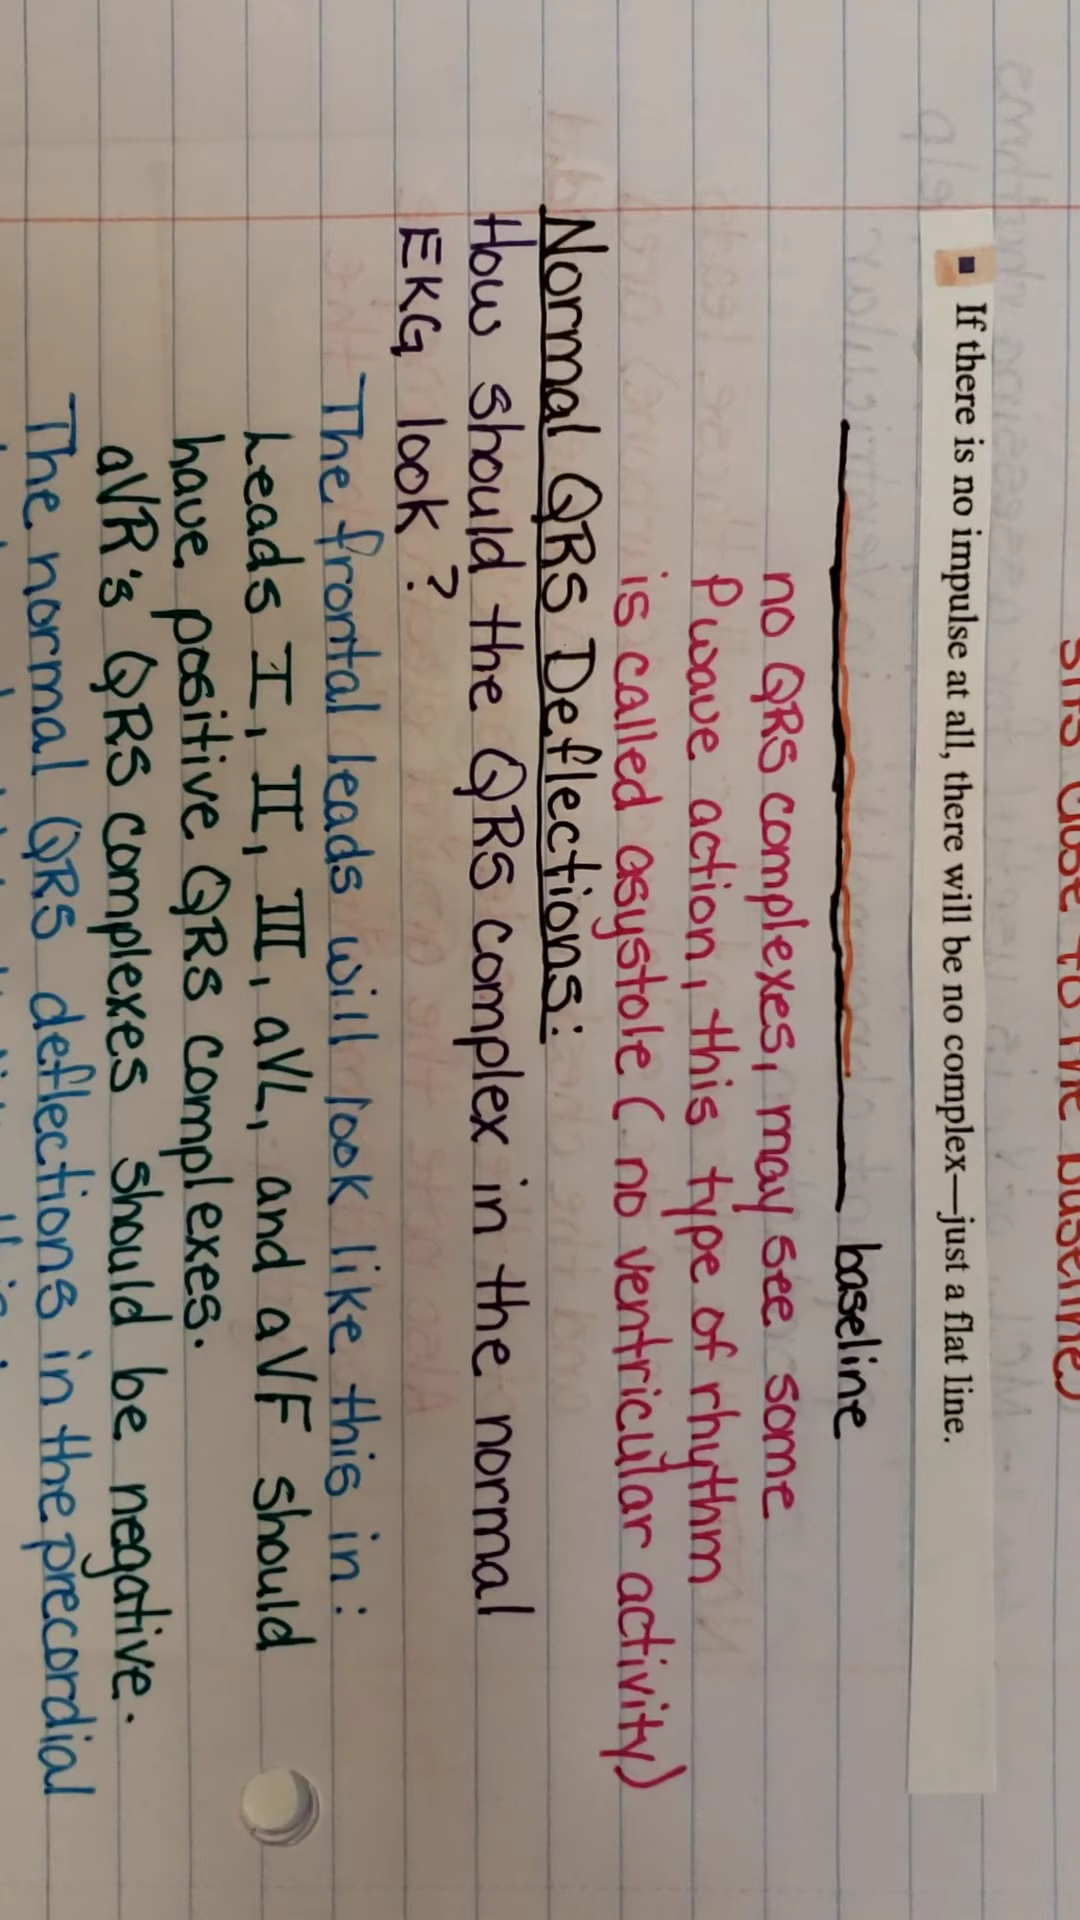 ■ If there is no impulse at all, there will be no complex—just a flat line.
baseline
no QRS complexes, may see some
P wave action, this type of rhythm
is called asystole (no ventricular activity)
Normal QRS Deflections:
How should the QRS complex in the normal
EKG look?
The frontal leads will look like this in:
Leads I, II, III, aVL, and aVF should
have positive QRS complexes.
aVR's QRS complexes should be negative.
The normal QRS deflections in the precordial